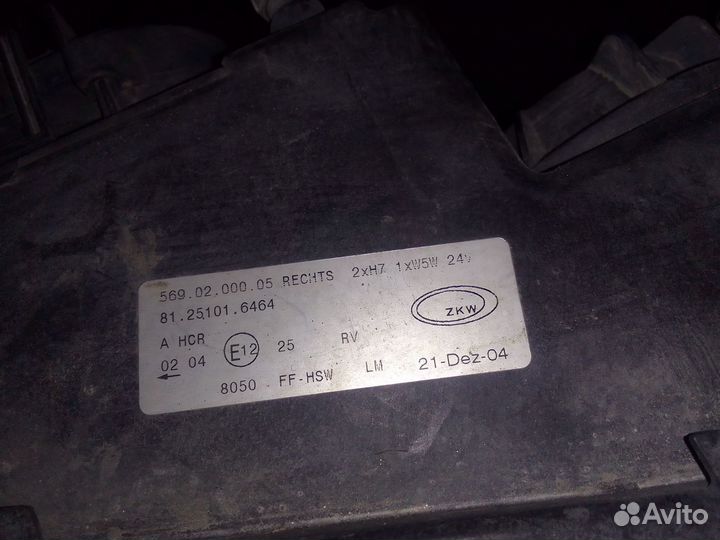 569.02.000.05 RECHTS 2xH7 1xW5W 24V
81.25101.6464
ZKW
A HCR
02 04 E12 25 RV
←
8050 FF-HSW LM 21-Dez-04
Avito